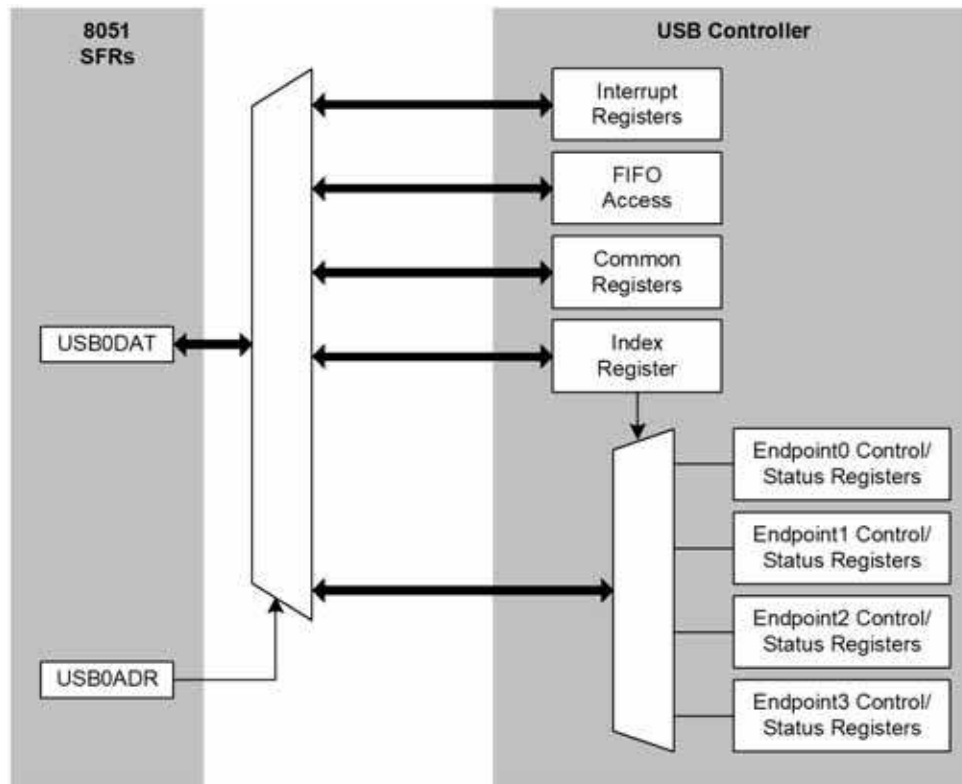 8051
SFRs
USB Controller
Interrupt
Registers
FIFO
Access
Common
Registers
USB0DAT
Index
Register
Endpoint0 Control/
Status Registers
Endpoint1 Control/
Status Registers
Endpoint2 Control/
Status Registers
USB0ADR
Endpoint3 Control/
Status Registers